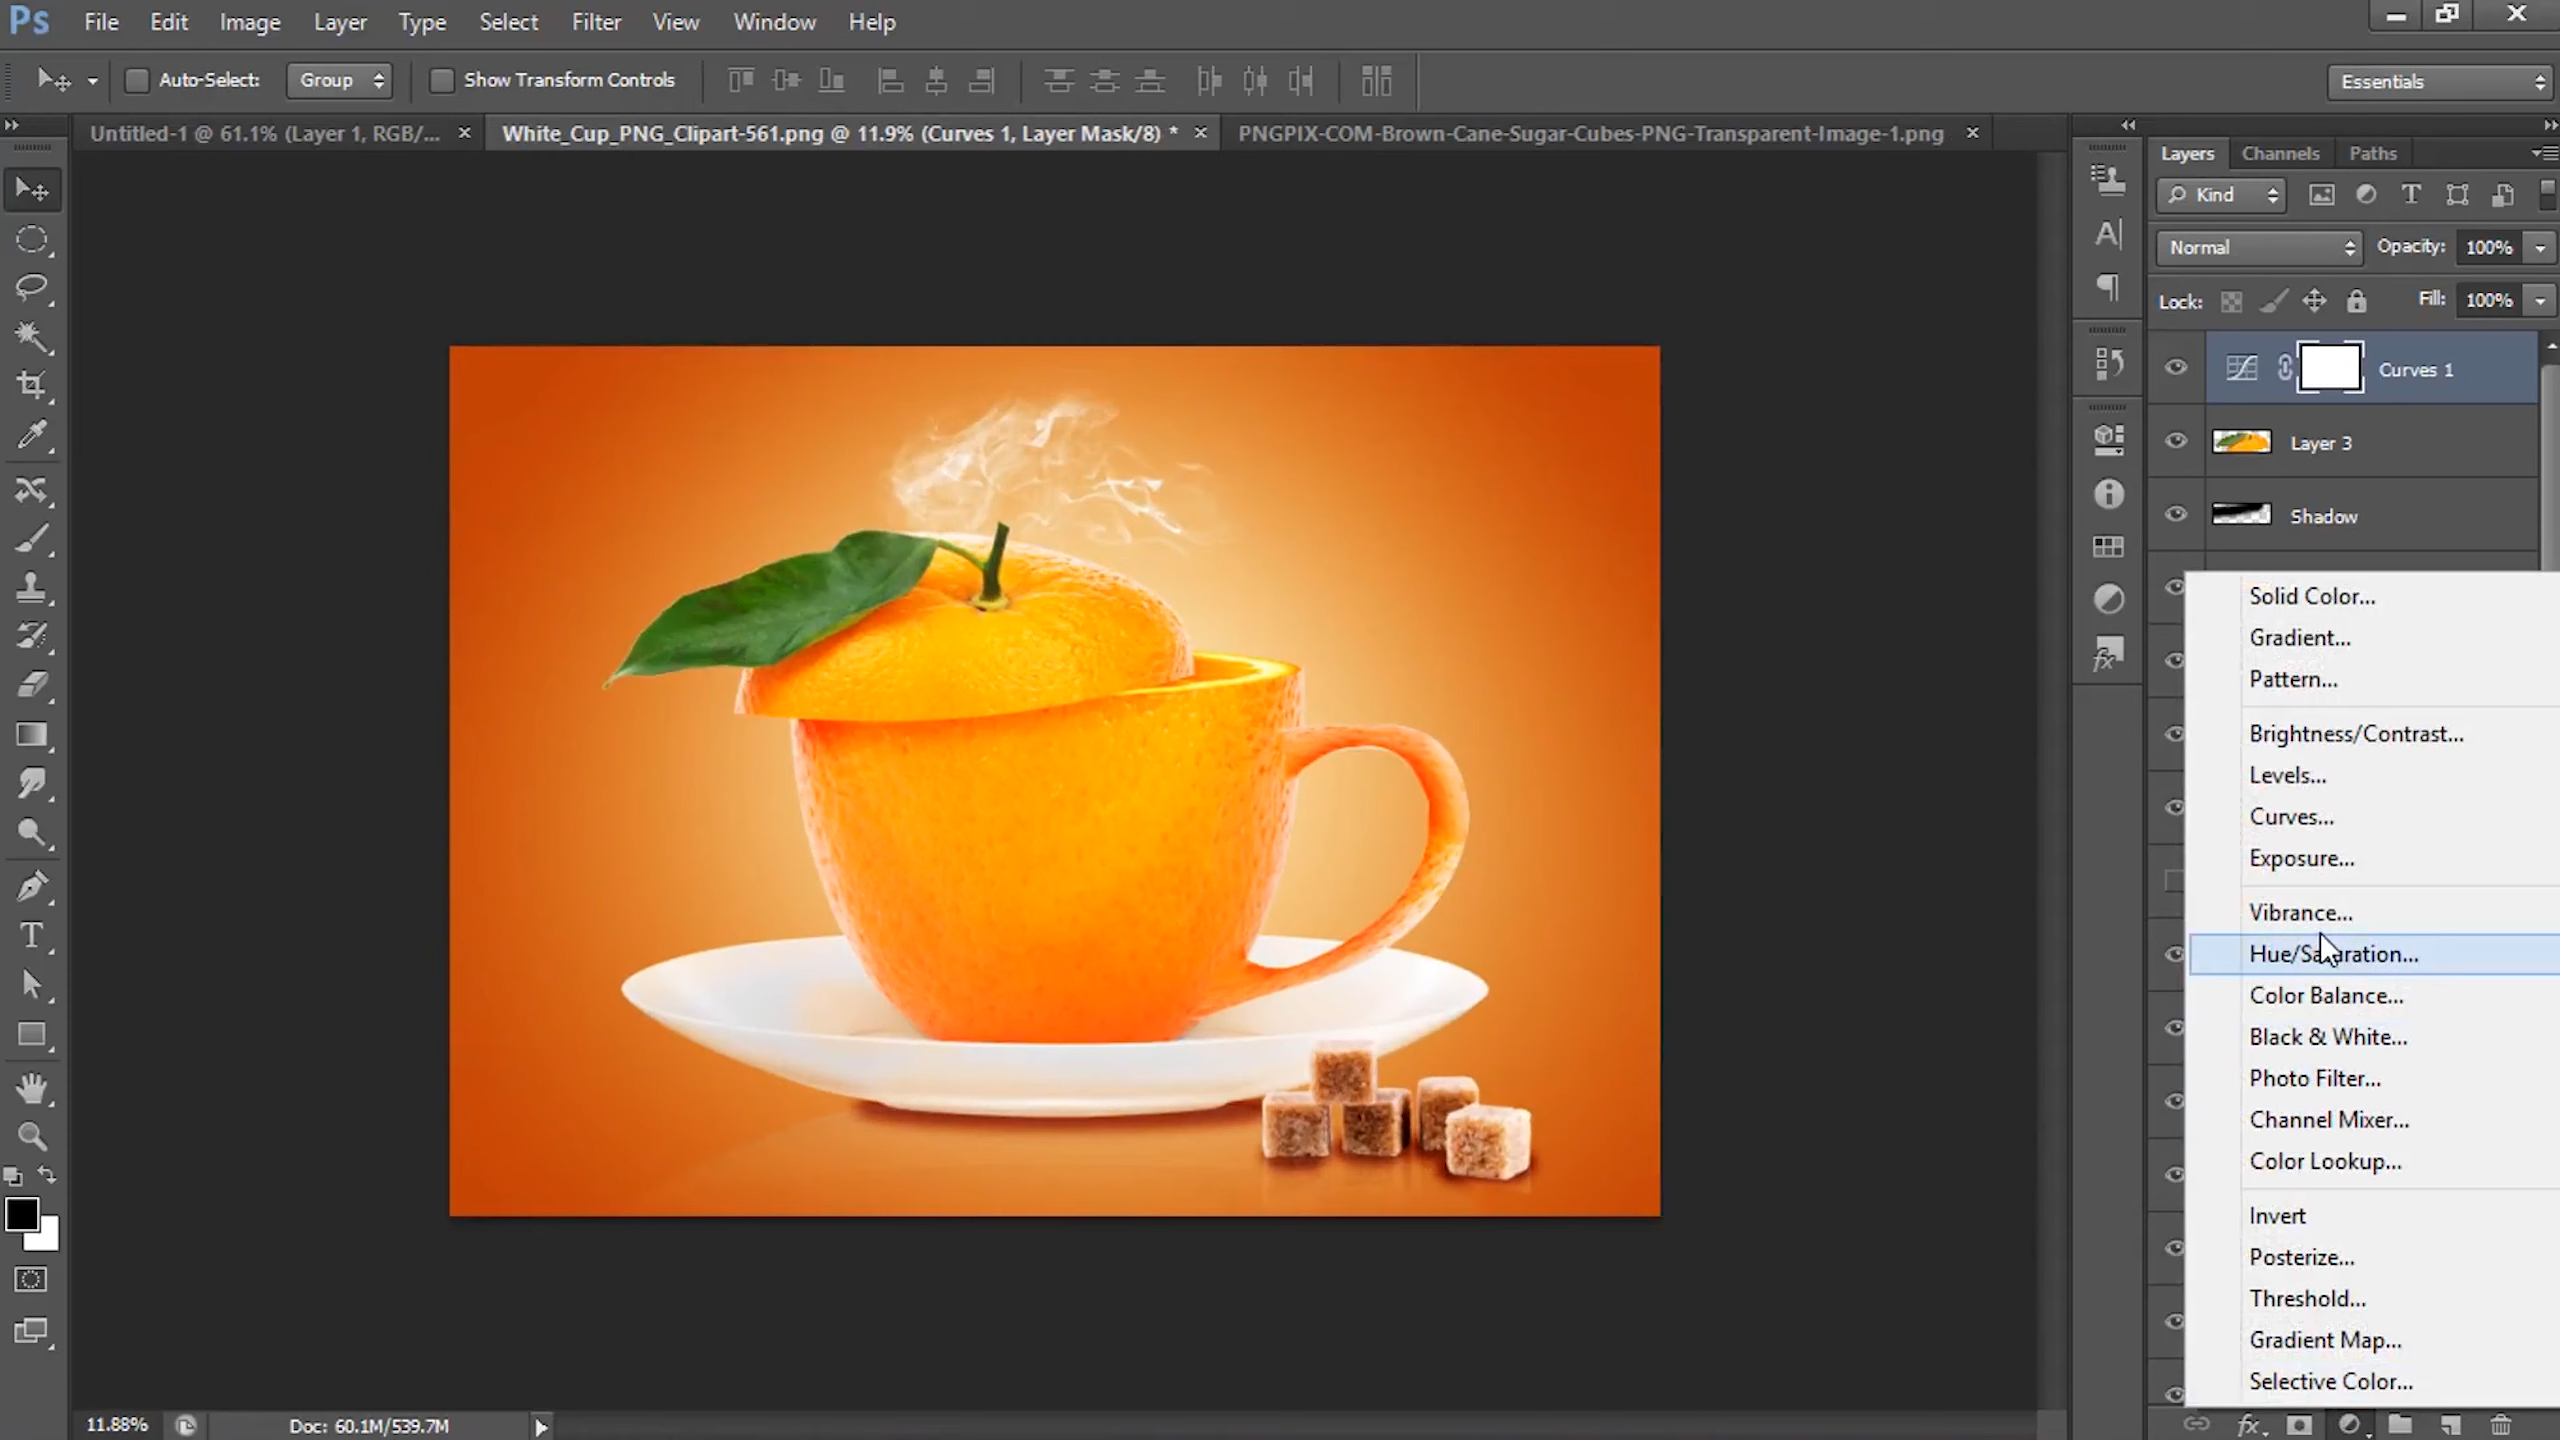 Ps File Edit Image Layer Type Select Filter View Window Help
Auto-Select: Group Show Transform Controls Essentials
Untitled-1 @ 61.1% (Layer 1, RGB/... × White_Cup_PNG_Clipart-561.png @ 11.9% (Curves 1, Layer Mask/8) * × PNGPIX-COM-Brown-Cane-Sugar-Cubes-PNG-Transparent-Image-1.png ×
Layers Channels Paths
Kind
Normal Opacity: 100%
Lock: Fill: 100%
Curves 1
Layer 3
Shadow
Solid Color...
Gradient...
Pattern...
Brightness/Contrast...
Levels...
Curves...
Exposure...
Vibrance...
Hue/Saturation...
Color Balance...
Black & White...
Photo Filter...
Channel Mixer...
Color Lookup...
Invert
Posterize...
Threshold...
Gradient Map...
Selective Color...
11.88% Doc: 60.1M/539.7M